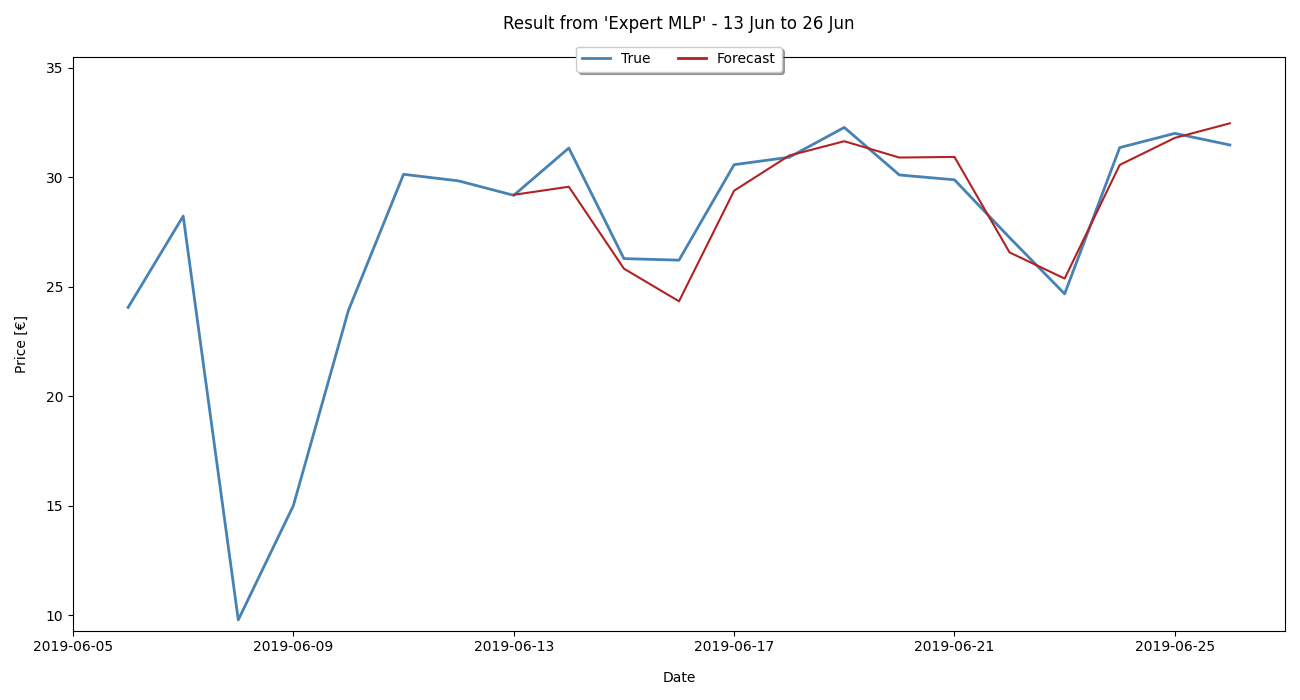 Result from 'Expert MLP' - 13 Jun to 26 Jun
True Forecast
35
30
25
20
15
10
Price [€]
2019-06-05 2019-06-09 2019-06-13 2019-06-17 2019-06-21 2019-06-25
Date